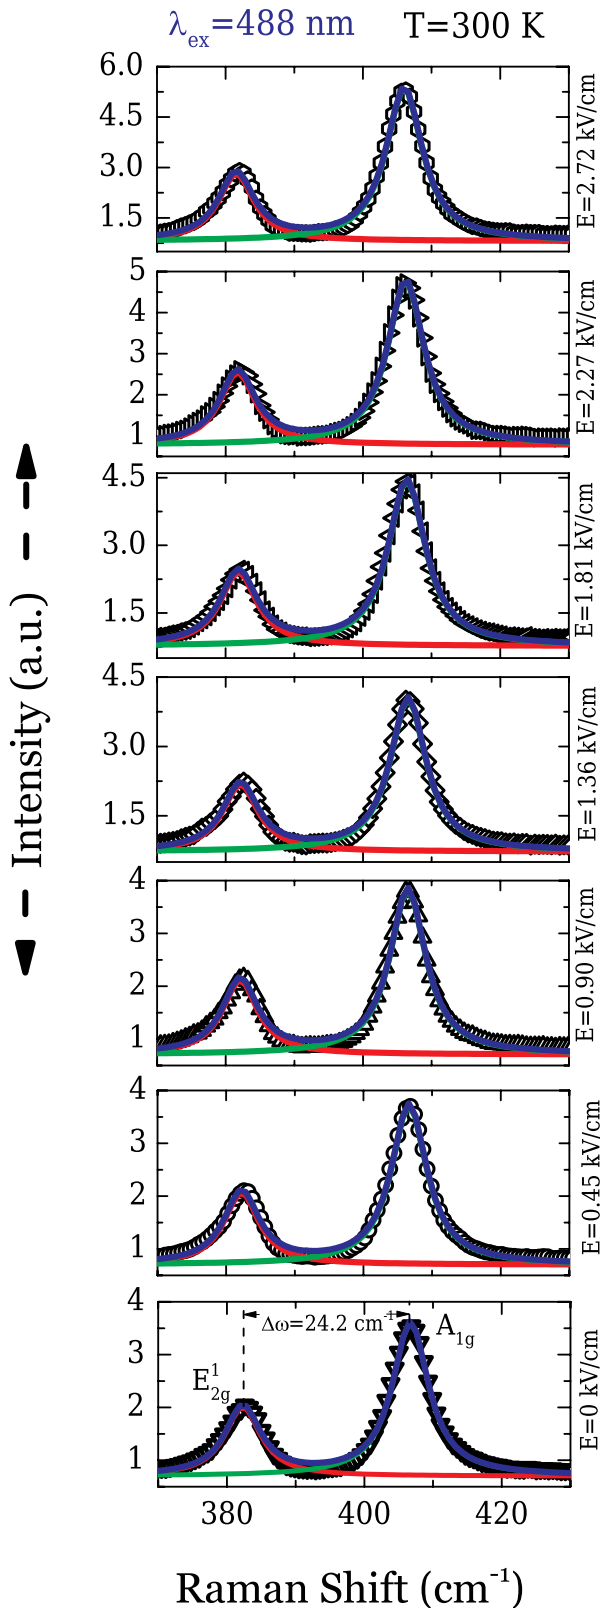 λex=488 nm T=300 K
6.0
4.5
3.0
1.5
E=2.72 kV/cm
5
4
3
2
1
E=2.27 kV/cm
4.5
3.0
1.5
E=1.81 kV/cm
4.5
3.0
1.5
E=1.36 kV/cm
4
3
2
1
E=0.90 kV/cm
4
3
2
1
E=0.45 kV/cm
4
3
2
1
Δω=24.2 cm⁻¹
A1g
E¹2g
E=0 kV/cm
Intensity (a.u.)
380 400 420
Raman Shift (cm⁻¹)